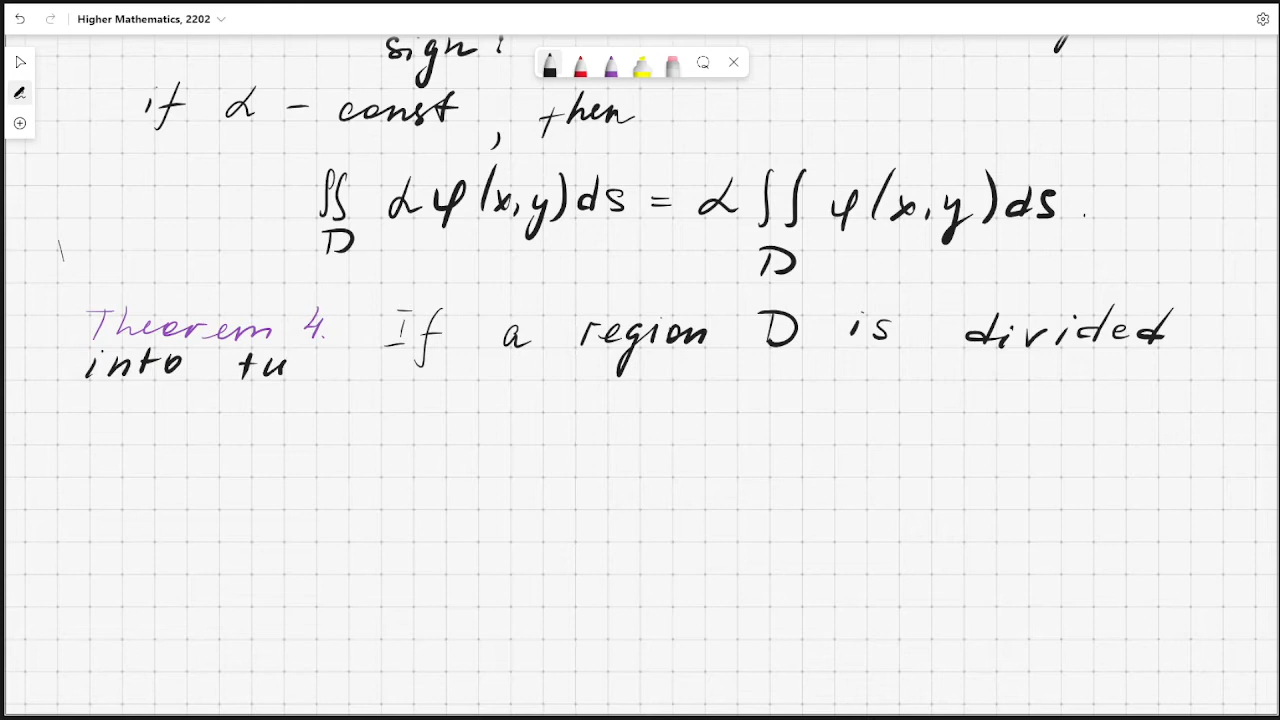 Higher Mathematics, 2202
sign:
if α - const, then
∬ αφ(x,y)ds = α ∬ φ(x,y)ds.
D D
Theorem 4. If a region D is divided
into tu